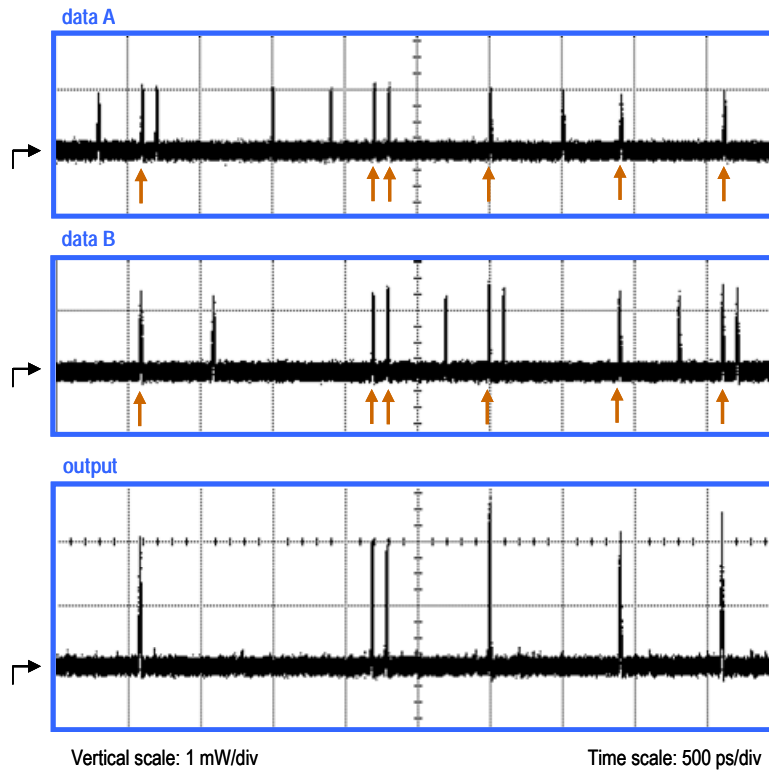 data A
data B
output
Vertical scale: 1 mW/div
Time scale: 500 ps/div